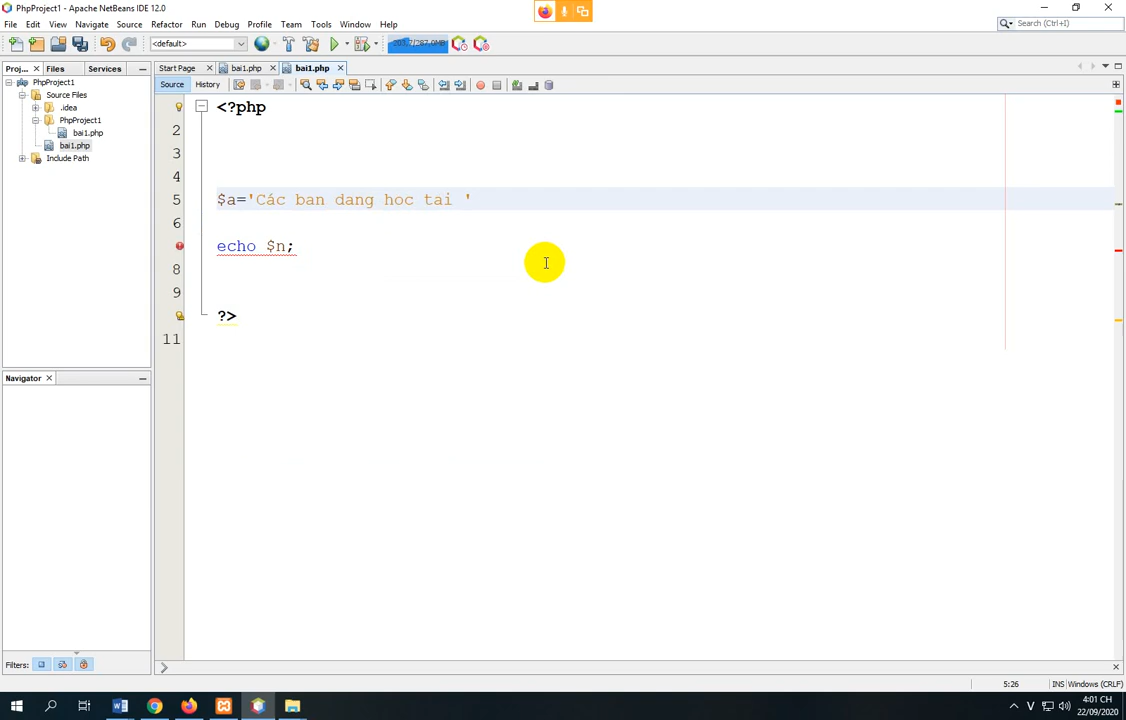 PhpProject1 - Apache NetBeans IDE 12.0
File Edit View Navigate Source Refactor Run Debug Profile Team Tools Window Help
Search (Ctrl+I)
<default>
Proj... Files Services
Start Page bai1.php bai1.php
Source History
PhpProject1
Source Files
.idea
PhpProject1
bai1.php
bai1.php
Include Path
<?php
2
3
4
5 $a='Các ban dang hoc tai '
6
echo $n;
8
9
?>
11
Navigator
Filters:
5:26 INS Windows (CRLF)
4:01 CH
22/09/2020